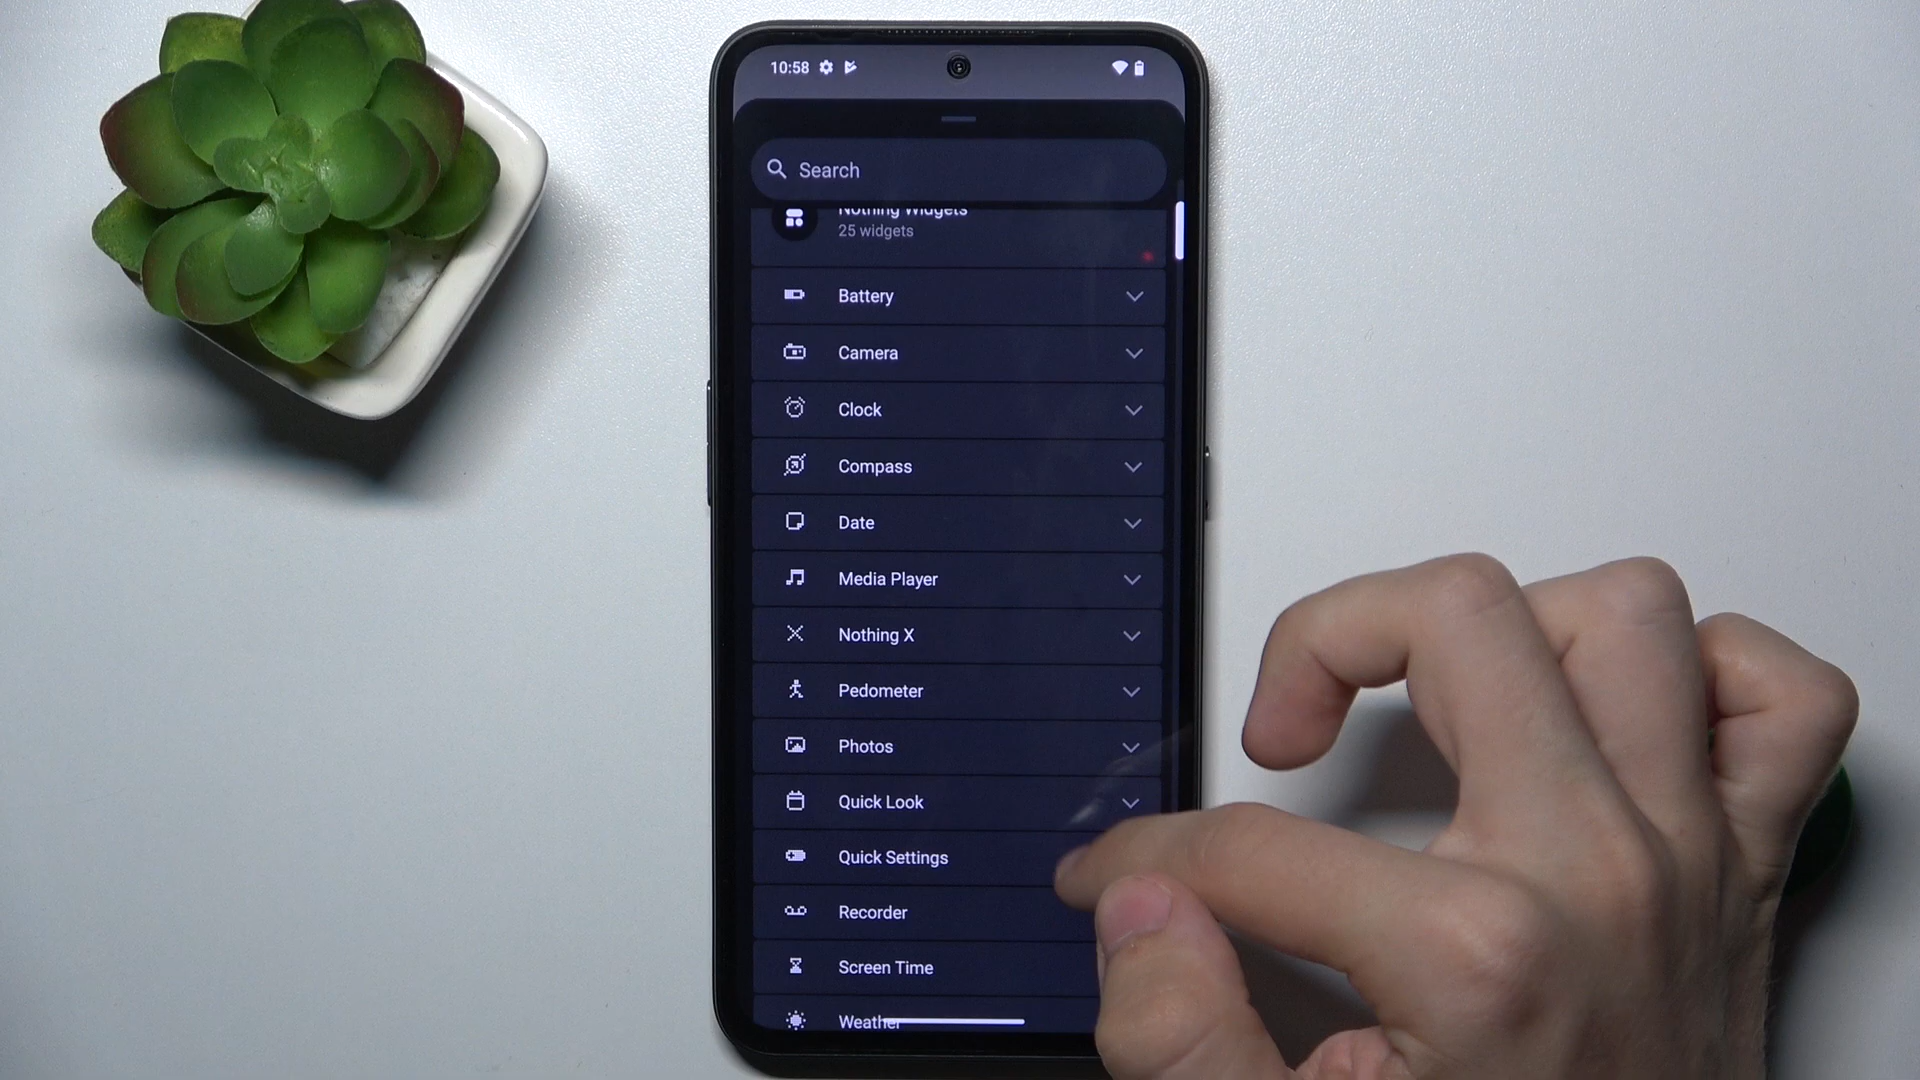 10:58
Search
Nothing Widgets
25 widgets
Battery
Camera
Clock
Compass
Date
Media Player
Nothing X
Pedometer
Photos
Quick Look
Quick Settings
Recorder
Screen Time
Weather